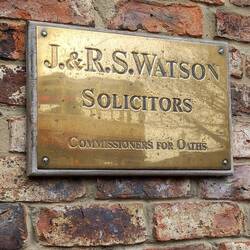 J. & R. S. WATSON
SOLICITORS
COMMISSIONERS FOR OATHS